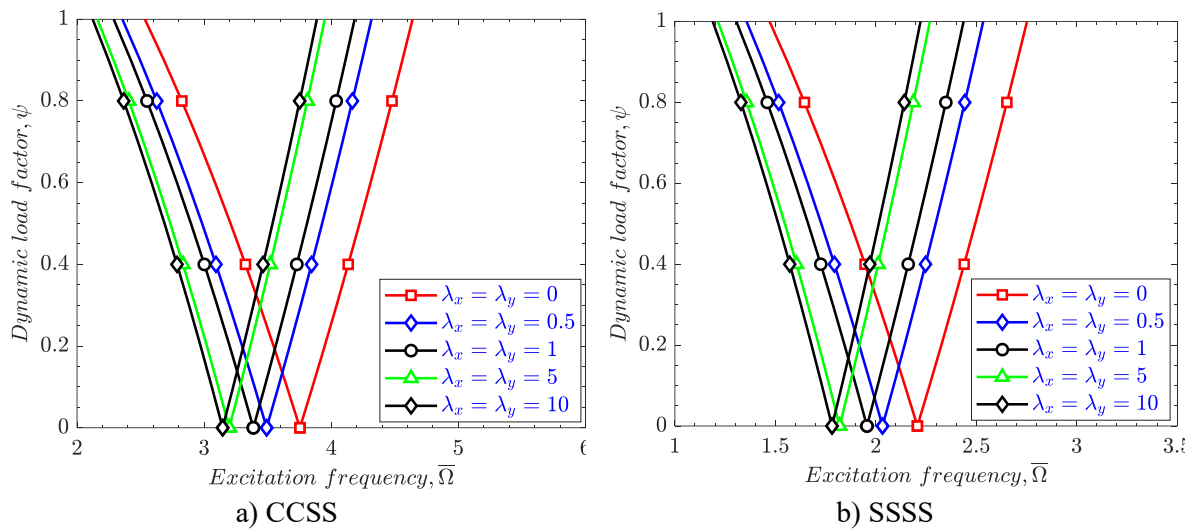 1
0.8
0.6
0.4
0.2
0
Dynamic load factor, ψ
2
3
4
5
6
Excitation frequency, Ω̅
λx = λy = 0
λx = λy = 0.5
λx = λy = 1
λx = λy = 5
λx = λy = 10
a) CCSS
1
0.8
0.6
0.4
0.2
0
Dynamic load factor, ψ
1
1.5
2
2.5
3
3.5
Excitation frequency, Ω̅
λx = λy = 0
λx = λy = 0.5
λx = λy = 1
λx = λy = 5
λx = λy = 10
b) SSSS